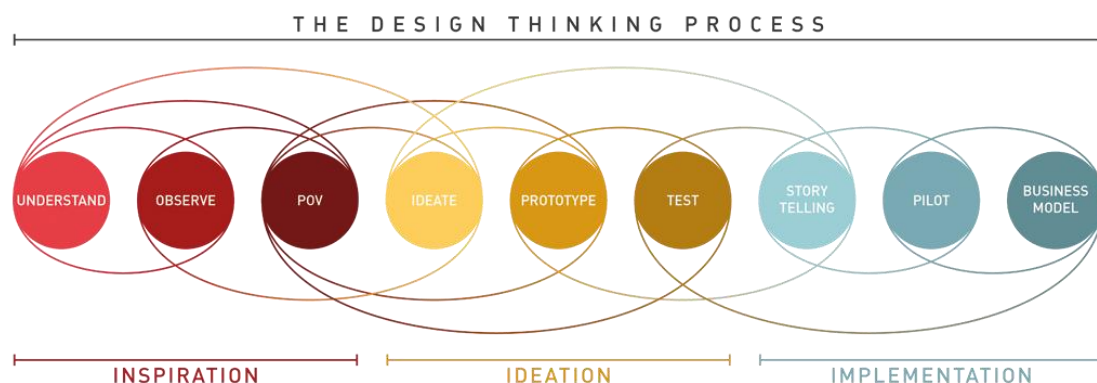 THE DESIGN THINKING PROCESS
UNDERSTAND
OBSERVE
POV
IDEATE
PROTOTYPE
TEST
STORY
TELLING
PILOT
BUSINESS
MODEL
INSPIRATION
IDEATION
IMPLEMENTATION